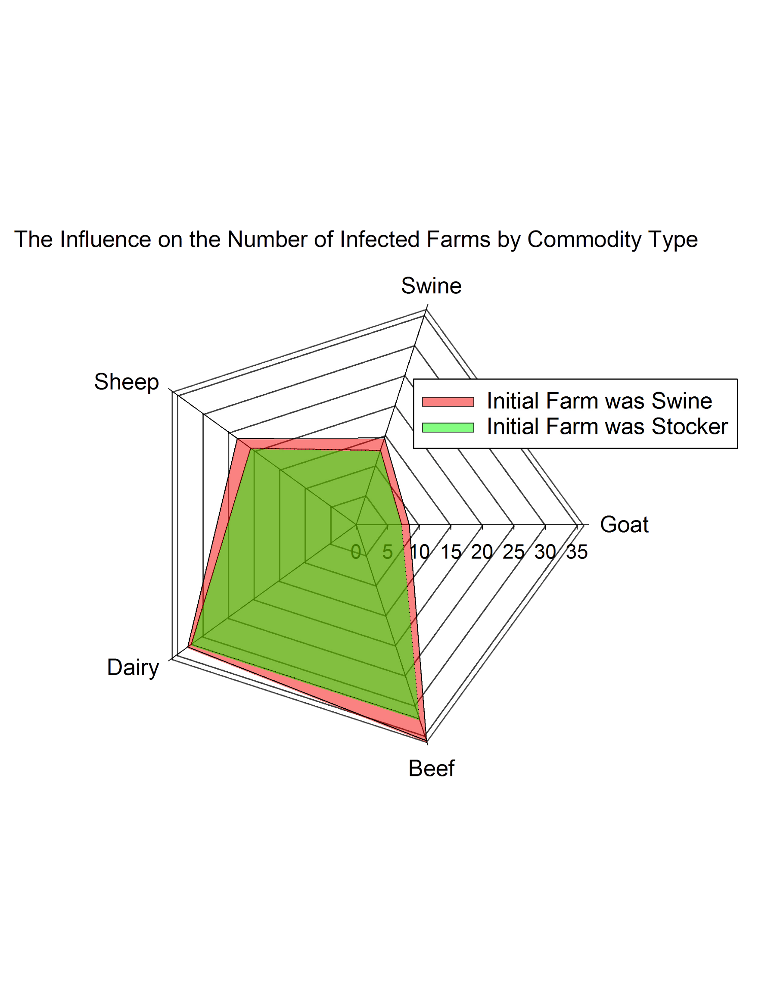 The Influence on the Number of Infected Farms by Commodity Type
Swine
Sheep
Initial Farm was Swine
Initial Farm was Stocker
Goat
0 5 10 15 20 25 30 35
Dairy
Beef